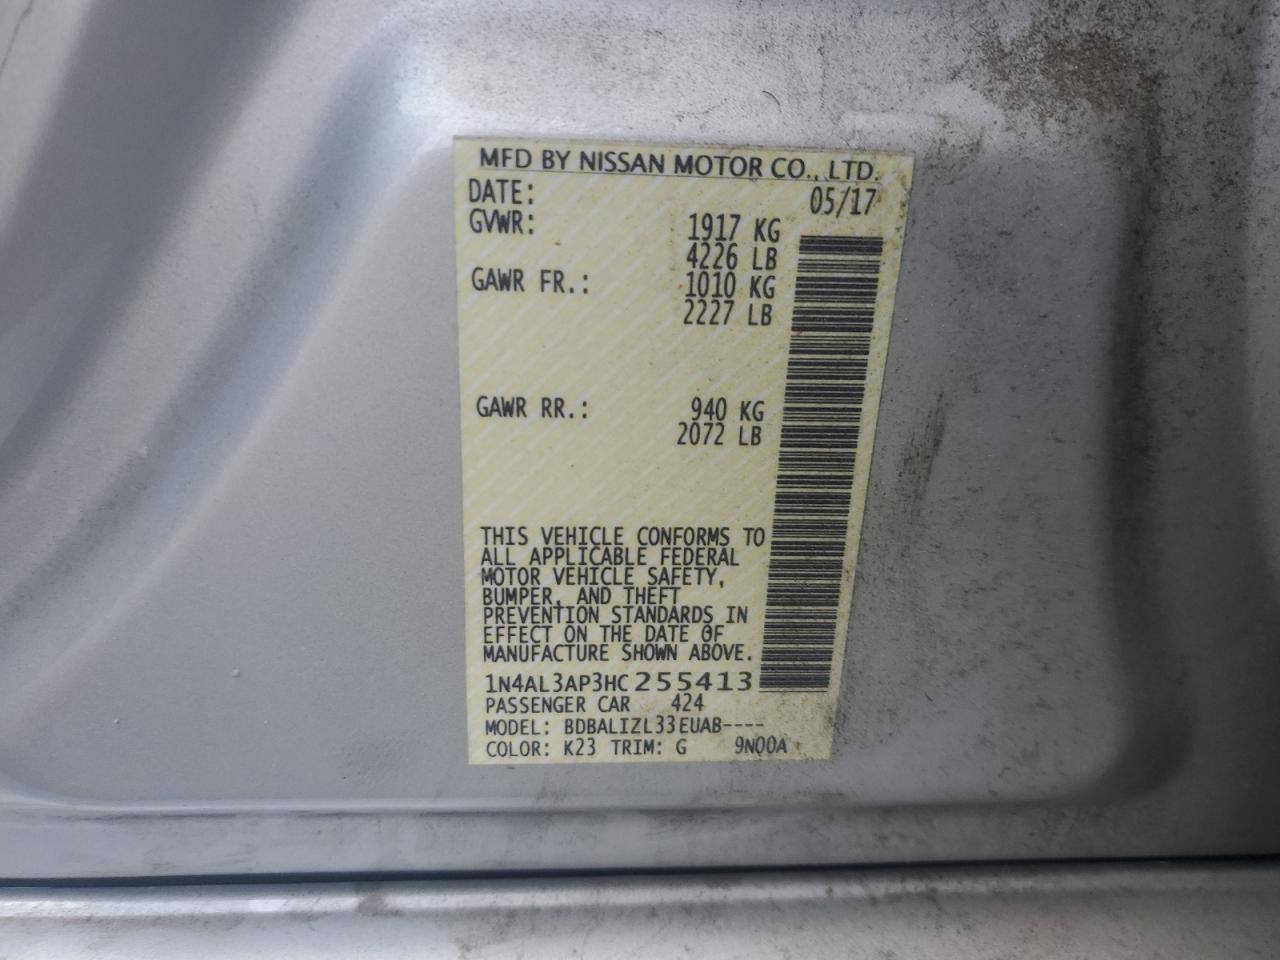 MFD BY NISSAN MOTOR CO., LTD.
DATE: 05/17
GVWR: 1917 KG
4226 LB
GAWR FR.: 1010 KG
2227 LB
GAWR RR.: 940 KG
2072 LB
THIS VEHICLE CONFORMS TO
ALL APPLICABLE FEDERAL
MOTOR VEHICLE SAFETY,
BUMPER, AND THEFT
PREVENTION STANDARDS IN
EFFECT ON THE DATE OF
MANUFACTURE SHOWN ABOVE.
1N4AL3AP3HC255413
PASSENGER CAR 424
MODEL: BDBALIZL33EUAB----
COLOR: K23 TRIM: G 9N00A